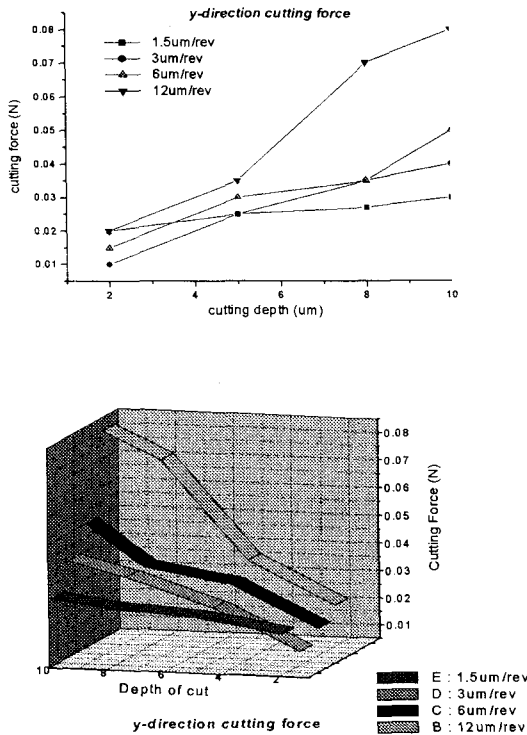 y-direction cutting force
1.5um/rev
3um/rev
6um/rev
12um/rev
cutting force (N)
0.08
0.07
0.06
0.05
0.04
0.03
0.02
0.01
2
4
6
8
10
cutting depth (um)
0.08
0.07
0.06
0.05
0.04
0.03
0.02
0.01
Cutting Force (N)
10
8
6
4
2
Depth of cut
y-direction cutting force
E : 1.5um/rev
D : 3um/rev
C : 6um/rev
B : 12um/rev